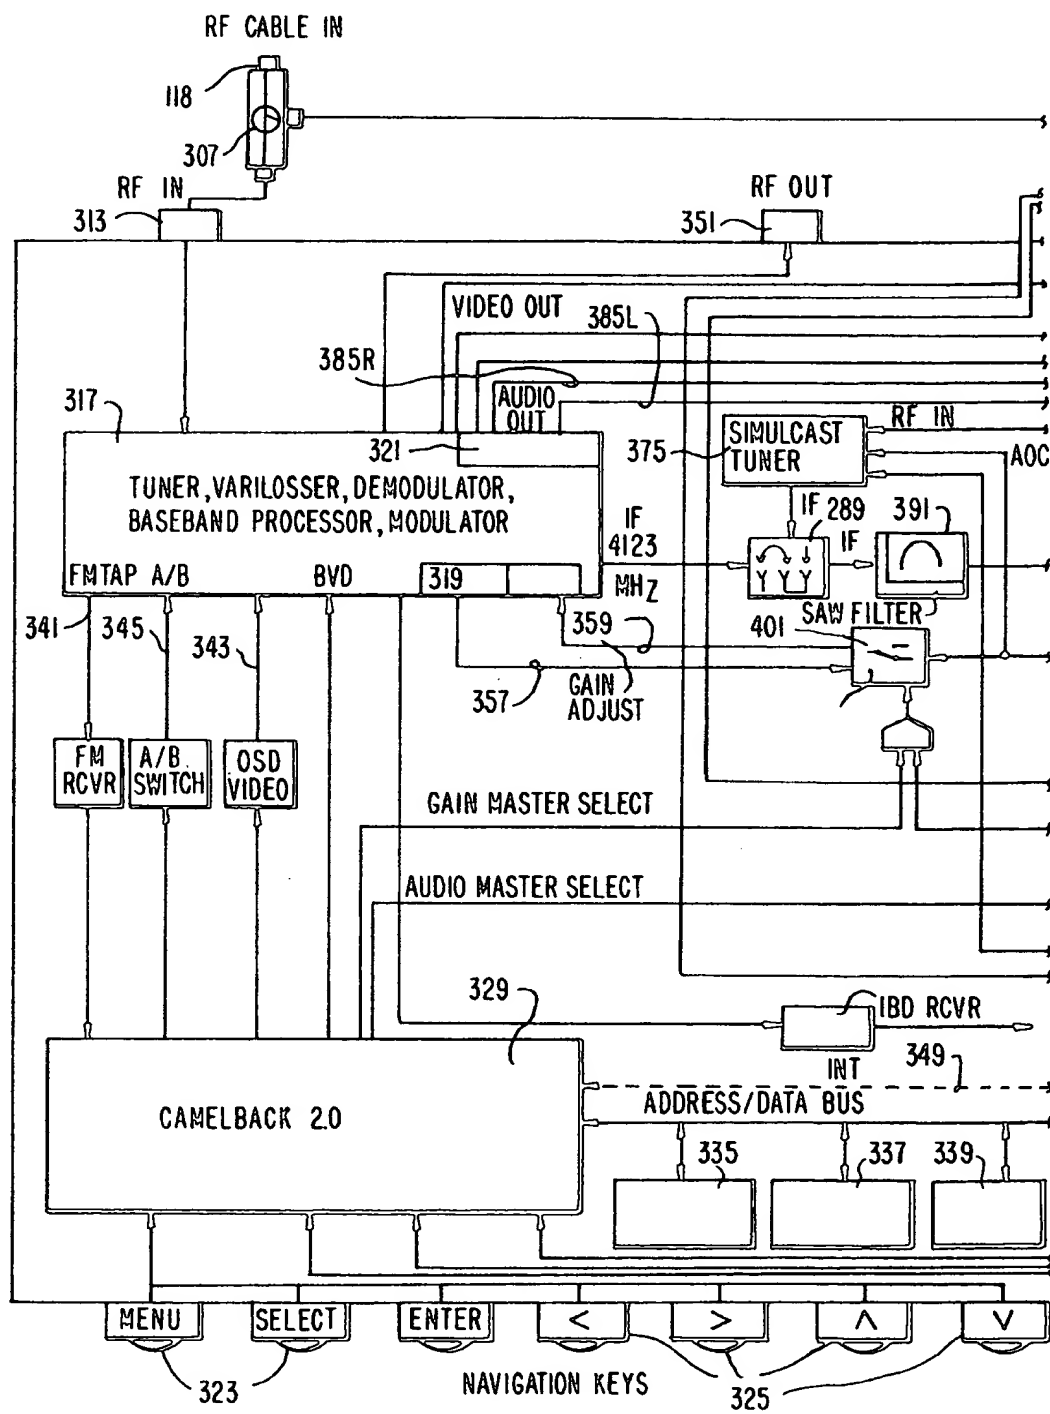 RF CABLE IN
118
307
RF IN
313
RF OUT
351
VIDEO OUT
385L
385R
317
AUDIO
OUT
321
375
SIMULCAST
TUNER
RF IN
AOC
TUNER, VARILOSSER, DEMODULATOR,
BASEBAND PROCESSOR, MODULATOR
IF
4123
MHZ
IF
289
IF
391
FMTAP A/B
BVD
319
SAW FILTER
341
345
343
359
401
357
GAIN
ADJUST
FM
RCVR
A/B
SWITCH
OSD
VIDEO
GAIN MASTER SELECT
AUDIO MASTER SELECT
329
IBD RCVR
INT
349
ADDRESS/DATA BUS
CAMELBACK 2.0
335
337
339
MENU
SELECT
ENTER
<
>
Λ
V
323
NAVIGATION KEYS
325